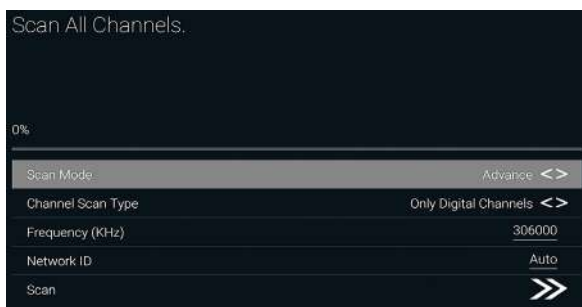 Scan All Channels.
0%
Scan Mode Advance <>
Channel Scan Type Only Digital Channels <>
Frequency (KHz) 306000
Network ID Auto
Scan >>